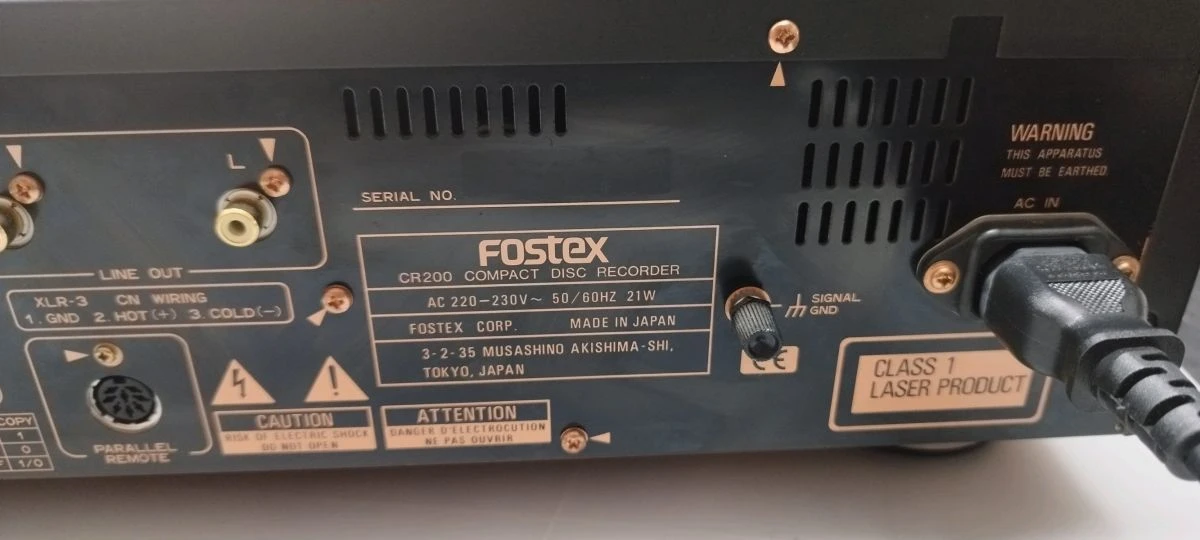 WARNING
THIS APPARATUS
MUST BE EARTHED
AC IN
L
SERIAL NO.
FOSTEX
CR200 COMPACT DISC RECORDER
AC 220-230V~ 50/60HZ 21W
FOSTEX CORP. MADE IN JAPAN
3-2-35 MUSASHINO AKISHIMA-SHI,
TOKYO, JAPAN
LINE OUT
XLR-3 CN WIRING
1. GND 2. HOT(+) 3. COLD(-)
SIGNAL
GND
CE
CLASS 1
LASER PRODUCT
CAUTION
RISK OF ELECTRIC SHOCK
DO NOT OPEN
ATTENTION
DANGER D'ELECTROCUTION
NE PAS OUVRIR
PARALLEL
REMOTE
COPY
1
0
1/0